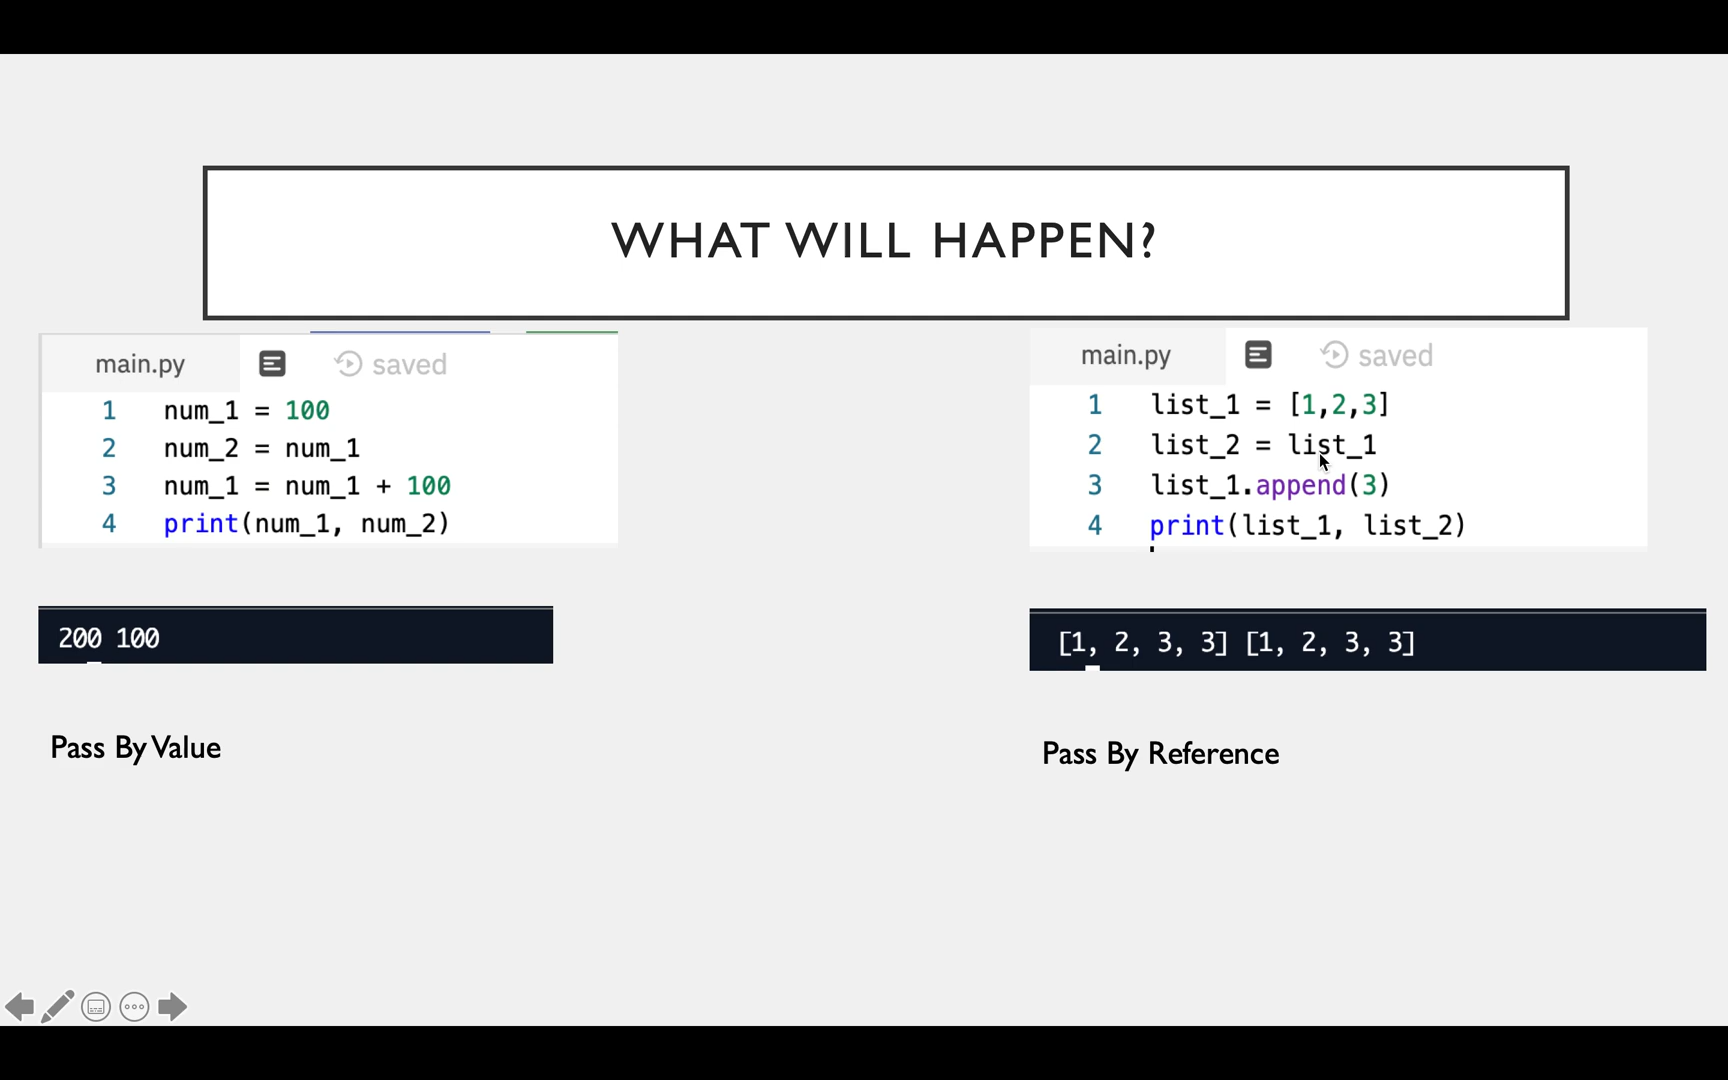 WHAT WILL HAPPEN?
main.py saved
1 num_1 = 100
2 num_2 = num_1
3 num_1 = num_1 + 100
4 print(num_1, num_2)
200 100
Pass By Value
main.py saved
1 list_1 = [1,2,3]
2 list_2 = list_1
3 list_1.append(3)
4 print(list_1, list_2)
[1, 2, 3, 3] [1, 2, 3, 3]
Pass By Reference